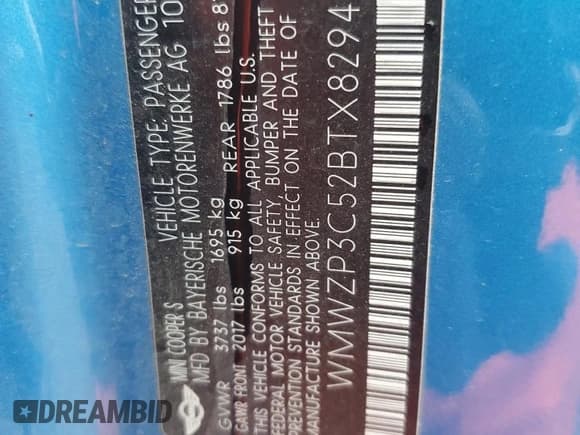 MINI COOPER S VEHICLE TYPE: PASSENGER
MFD BY BAYERISCHE MOTORENWERKE AG 10
GVWR 3737 lbs 1695 kg
GAWR FRONT 2017 lbs 915 kg REAR 1786 lbs
THIS VEHICLE CONFORMS TO ALL APPLICABLE U.S.
FEDERAL MOTOR VEHICLE SAFETY, BUMPER AND THEFT
PREVENTION STANDARDS IN EFFECT ON THE DATE OF
MANUFACTURE SHOWN ABOVE.
WMWZP3C52BTX8294
DREAMBID